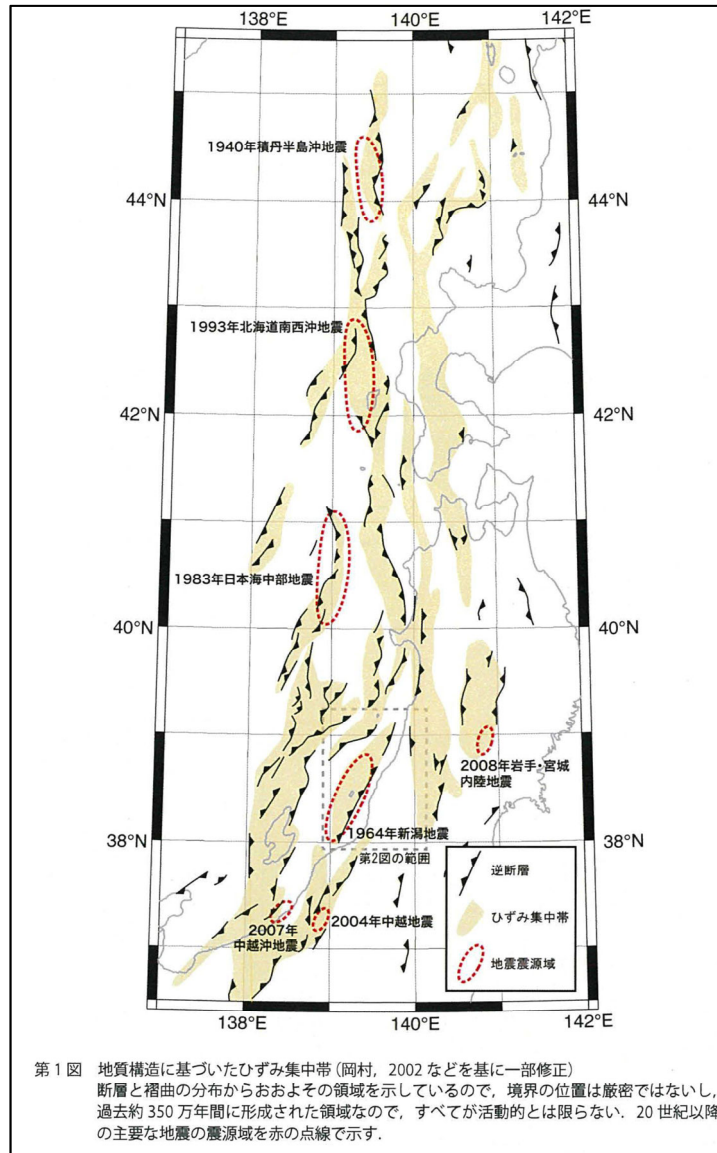 138°E
140°E
142°E
1940年積丹半島沖地震
44°N
44°N
1993年北海道南西沖地震
42°N
42°N
1983年日本海中部地震
40°N
40°N
2008年岩手・宮城
内陸地震
38°N
1964年新潟地震
38°N
第2図の範囲
逆断層
2007年
中越沖地震
2004年中越地震
ひずみ集中帯
地震震源域
138°E
140°E
142°E
第1図 地質構造に基づいたひずみ集中帯(岡村，2002などを基に一部修正)
断層と褶曲の分布からおおよその領域を示しているので，境界の位置は厳密ではないし，
過去約350万年間に形成された領域なので，すべてが活動的とは限らない．20世紀以降
の主要な地震の震源域を赤の点線で示す．